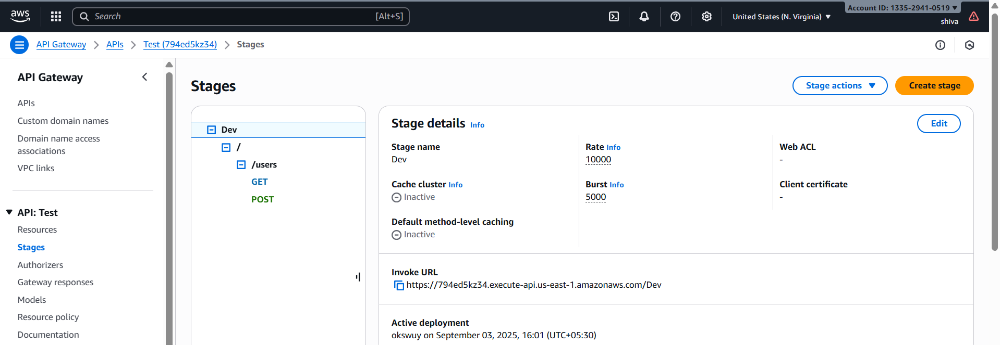 aws
Search [Alt+S]
United States (N. Virginia) ▼
Account ID: 1335-2941-0519 ▼
shiva
API Gateway > APIs > Test (794ed5kz34) > Stages
API Gateway
APIs
Custom domain names
Domain name access
associations
VPC links
▼ API: Test
Resources
Stages
Authorizers
Gateway responses
Models
Resource policy
Documentation
Stages
Stage actions ▼
Create stage
Dev
/
/users
GET
POST
Stage details Info
Edit
Stage name
Dev
Cache cluster Info
Inactive
Default method-level caching
Inactive
Rate Info
10000
Burst Info
5000
Web ACL
-
Client certificate
-
Invoke URL
https://794ed5kz34.execute-api.us-east-1.amazonaws.com/Dev
Active deployment
okswuy on September 03, 2025, 16:01 (UTC+05:30)